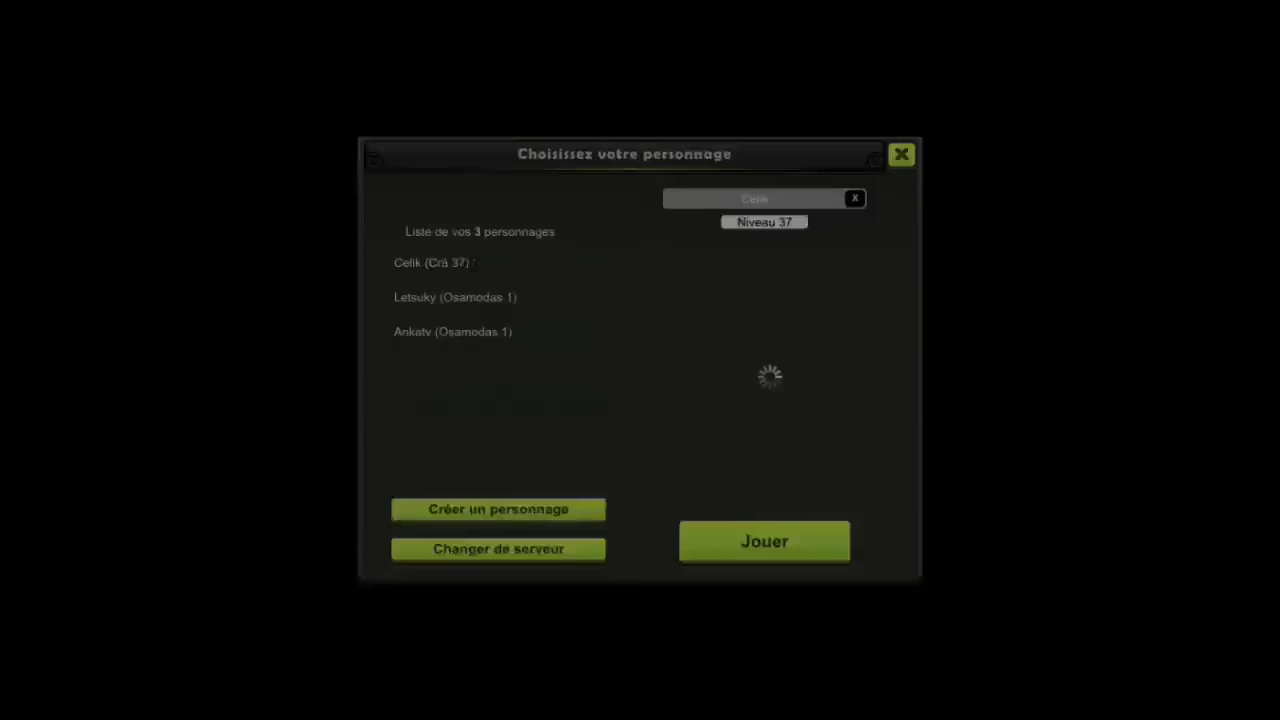 Choisissez votre personnage
Celik
X
Niveau 37
Liste de vos 3 personnages
Celik (Crâ 37)
Letsuky (Osamodas 1)
Ankatv (Osamodas 1)
Créer un personnage
Changer de serveur
Jouer